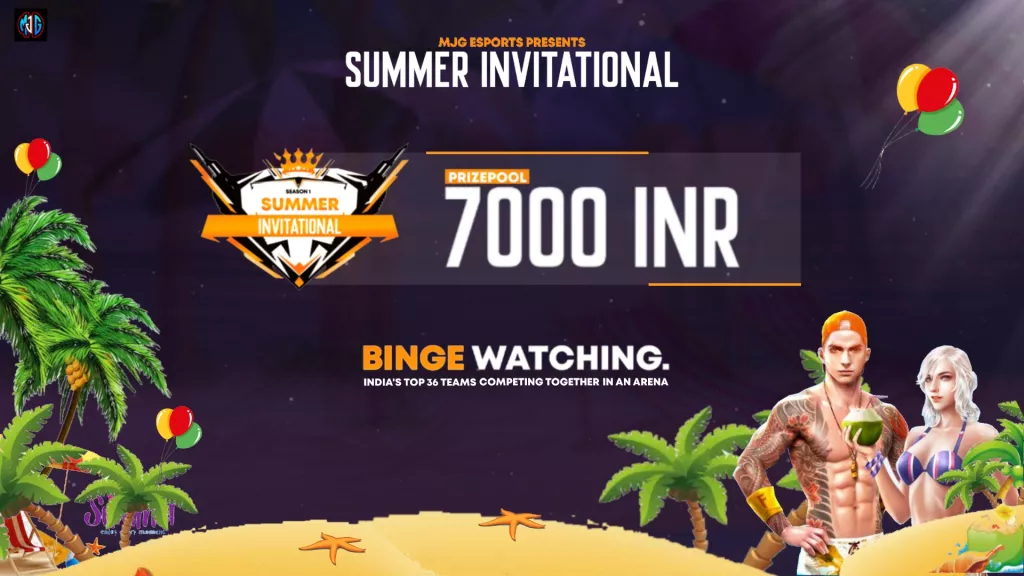 MJG
MJG ESPORTS PRESENTS
SUMMER INVITATIONAL
SEASON 1
SUMMER
INVITATIONAL
PRIZEPOOL
7000 INR
BINGE WATCHING.
INDIA'S TOP 36 TEAMS COMPETING TOGETHER IN AN ARENA